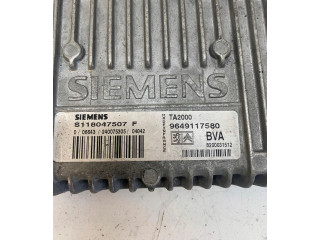 SIEMENS
SIEMENS
S118047507 F
TA2000
9649117580
BVA